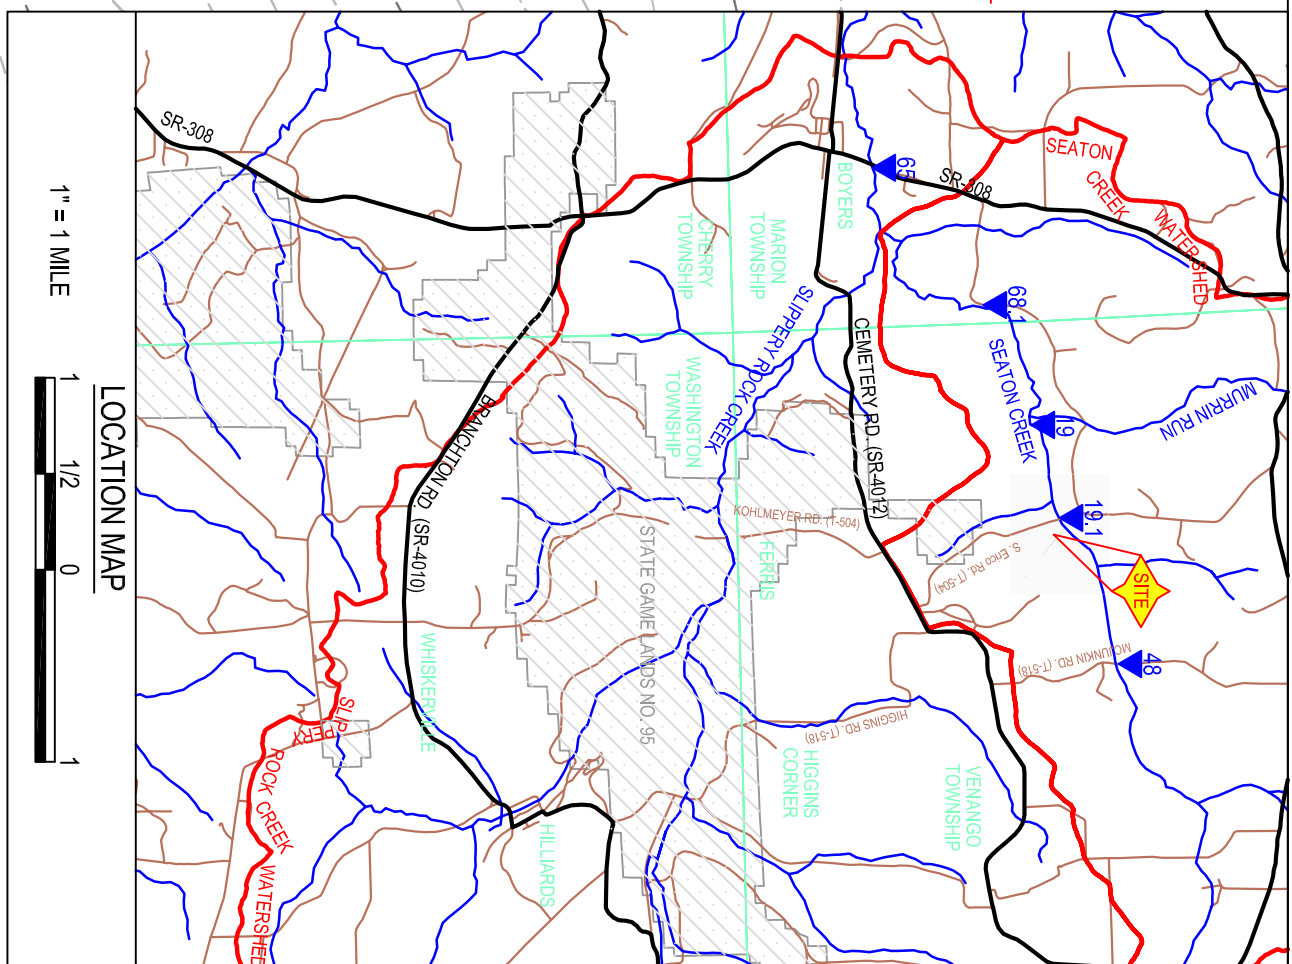 SR-308
SEATON
CREEK
WATERSHED
65
SR-308
BOYERS
MARION
TOWNSHIP
CHERRY
TOWNSHIP
68.1
SLIPPERY ROCK CREEK
CEMETERY RD. (SR-4012)
SEATON CREEK
19
MURRIN RUN
WASHINGTON
TOWNSHIP
BRANCHTON RD. (SR-4010)
KOHLMEYER RD. (T-504)
19.1
S. Erico Rd. (T-504)
SITE
FERRIS
STATE GAME LANDS NO. 95
48
MCJUNKIN RD. (T-518)
WHISKERVILLE
HIGGINS RD. (T-518)
HIGGINS
CORNER
VENANGO
TOWNSHIP
SLIPPERY
ROCK CREEK
WATERSHED
HILLIARDS
LOCATION MAP
1 1/2 0 1
1" = 1 MILE